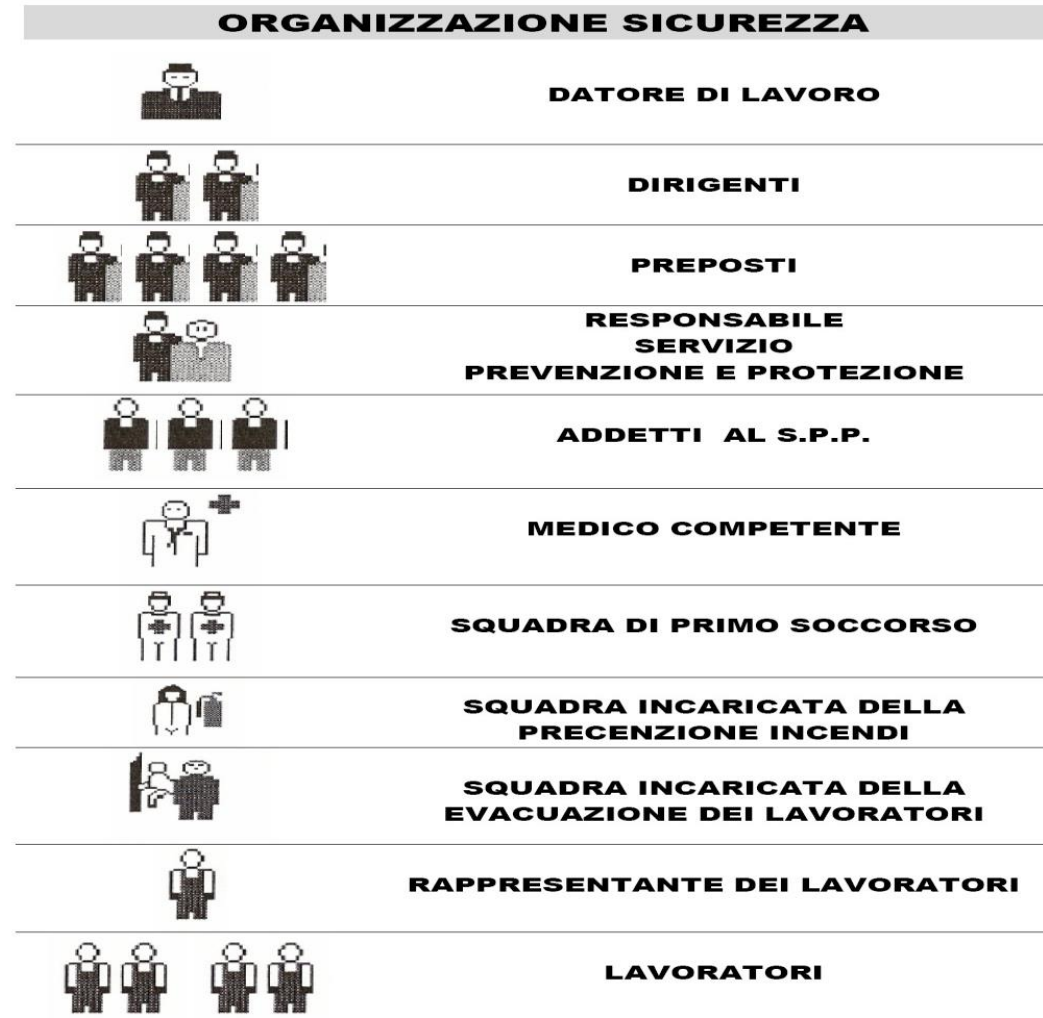 ORGANIZZAZIONE SICUREZZA
DATORE DI LAVORO
DIRIGENTI
PREPOSTI
RESPONSABILE
SERVIZIO
PREVENZIONE E PROTEZIONE
ADDETTI AL S.P.P.
MEDICO COMPETENTE
SQUADRA DI PRIMO SOCCORSO
SQUADRA INCARICATA DELLA
PRECENZIONE INCENDI
SQUADRA INCARICATA DELLA
EVACUAZIONE DEI LAVORATORI
RAPPRESENTANTE DEI LAVORATORI
LAVORATORI